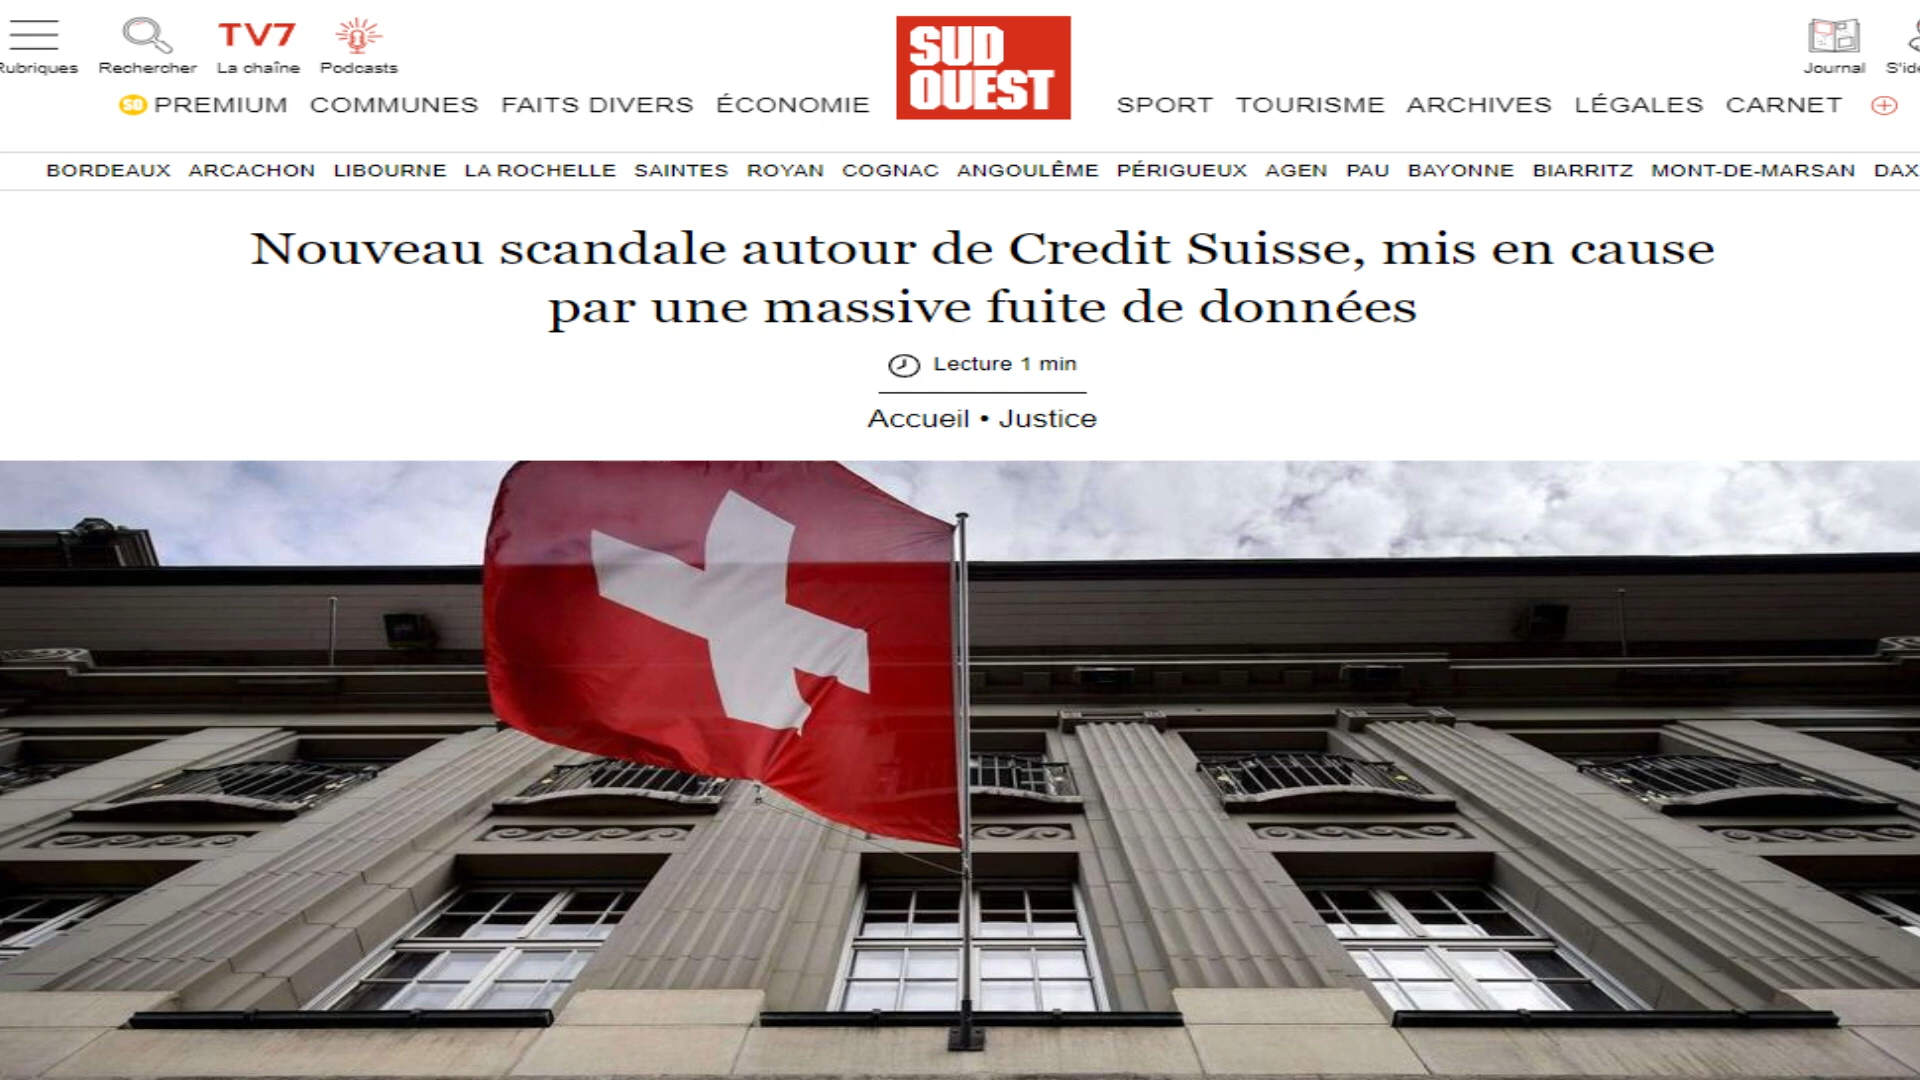 Rubriques
Rechercher
TV7
La chaîne
Podcasts
SUD
OUEST
Journal
SO PREMIUM COMMUNES FAITS DIVERS ÉCONOMIE
SPORT TOURISME ARCHIVES LÉGALES CARNET
BORDEAUX ARCACHON LIBOURNE LA ROCHELLE SAINTES ROYAN COGNAC ANGOULÊME PÉRIGUEUX AGEN PAU BAYONNE BIARRITZ MONT-DE-MARSAN DAX
Nouveau scandale autour de Credit Suisse, mis en cause
par une massive fuite de données
Lecture 1 min
Accueil • Justice